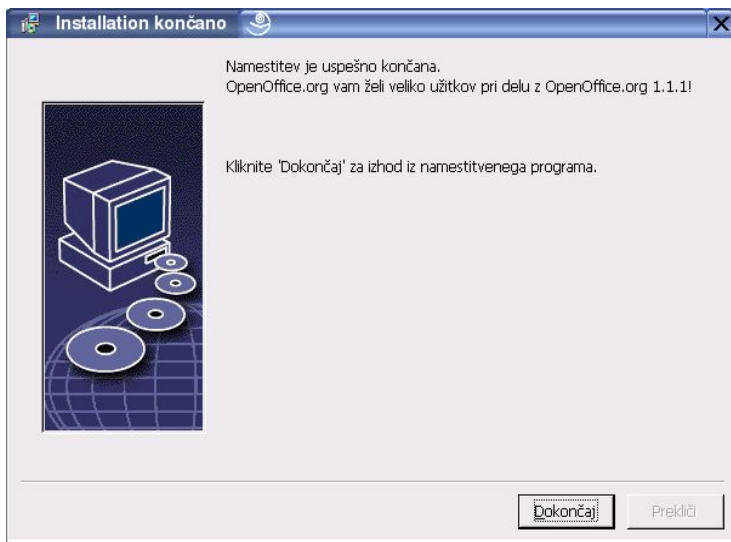 Installation končano
Namestitev je uspešno končana.
OpenOffice.org vam želi veliko užitkov pri delu z OpenOffice.org 1.1.1!
Kliknite 'Dokončaj' za izhod iz namestitvenega programa.
Dokončaj Prekliči